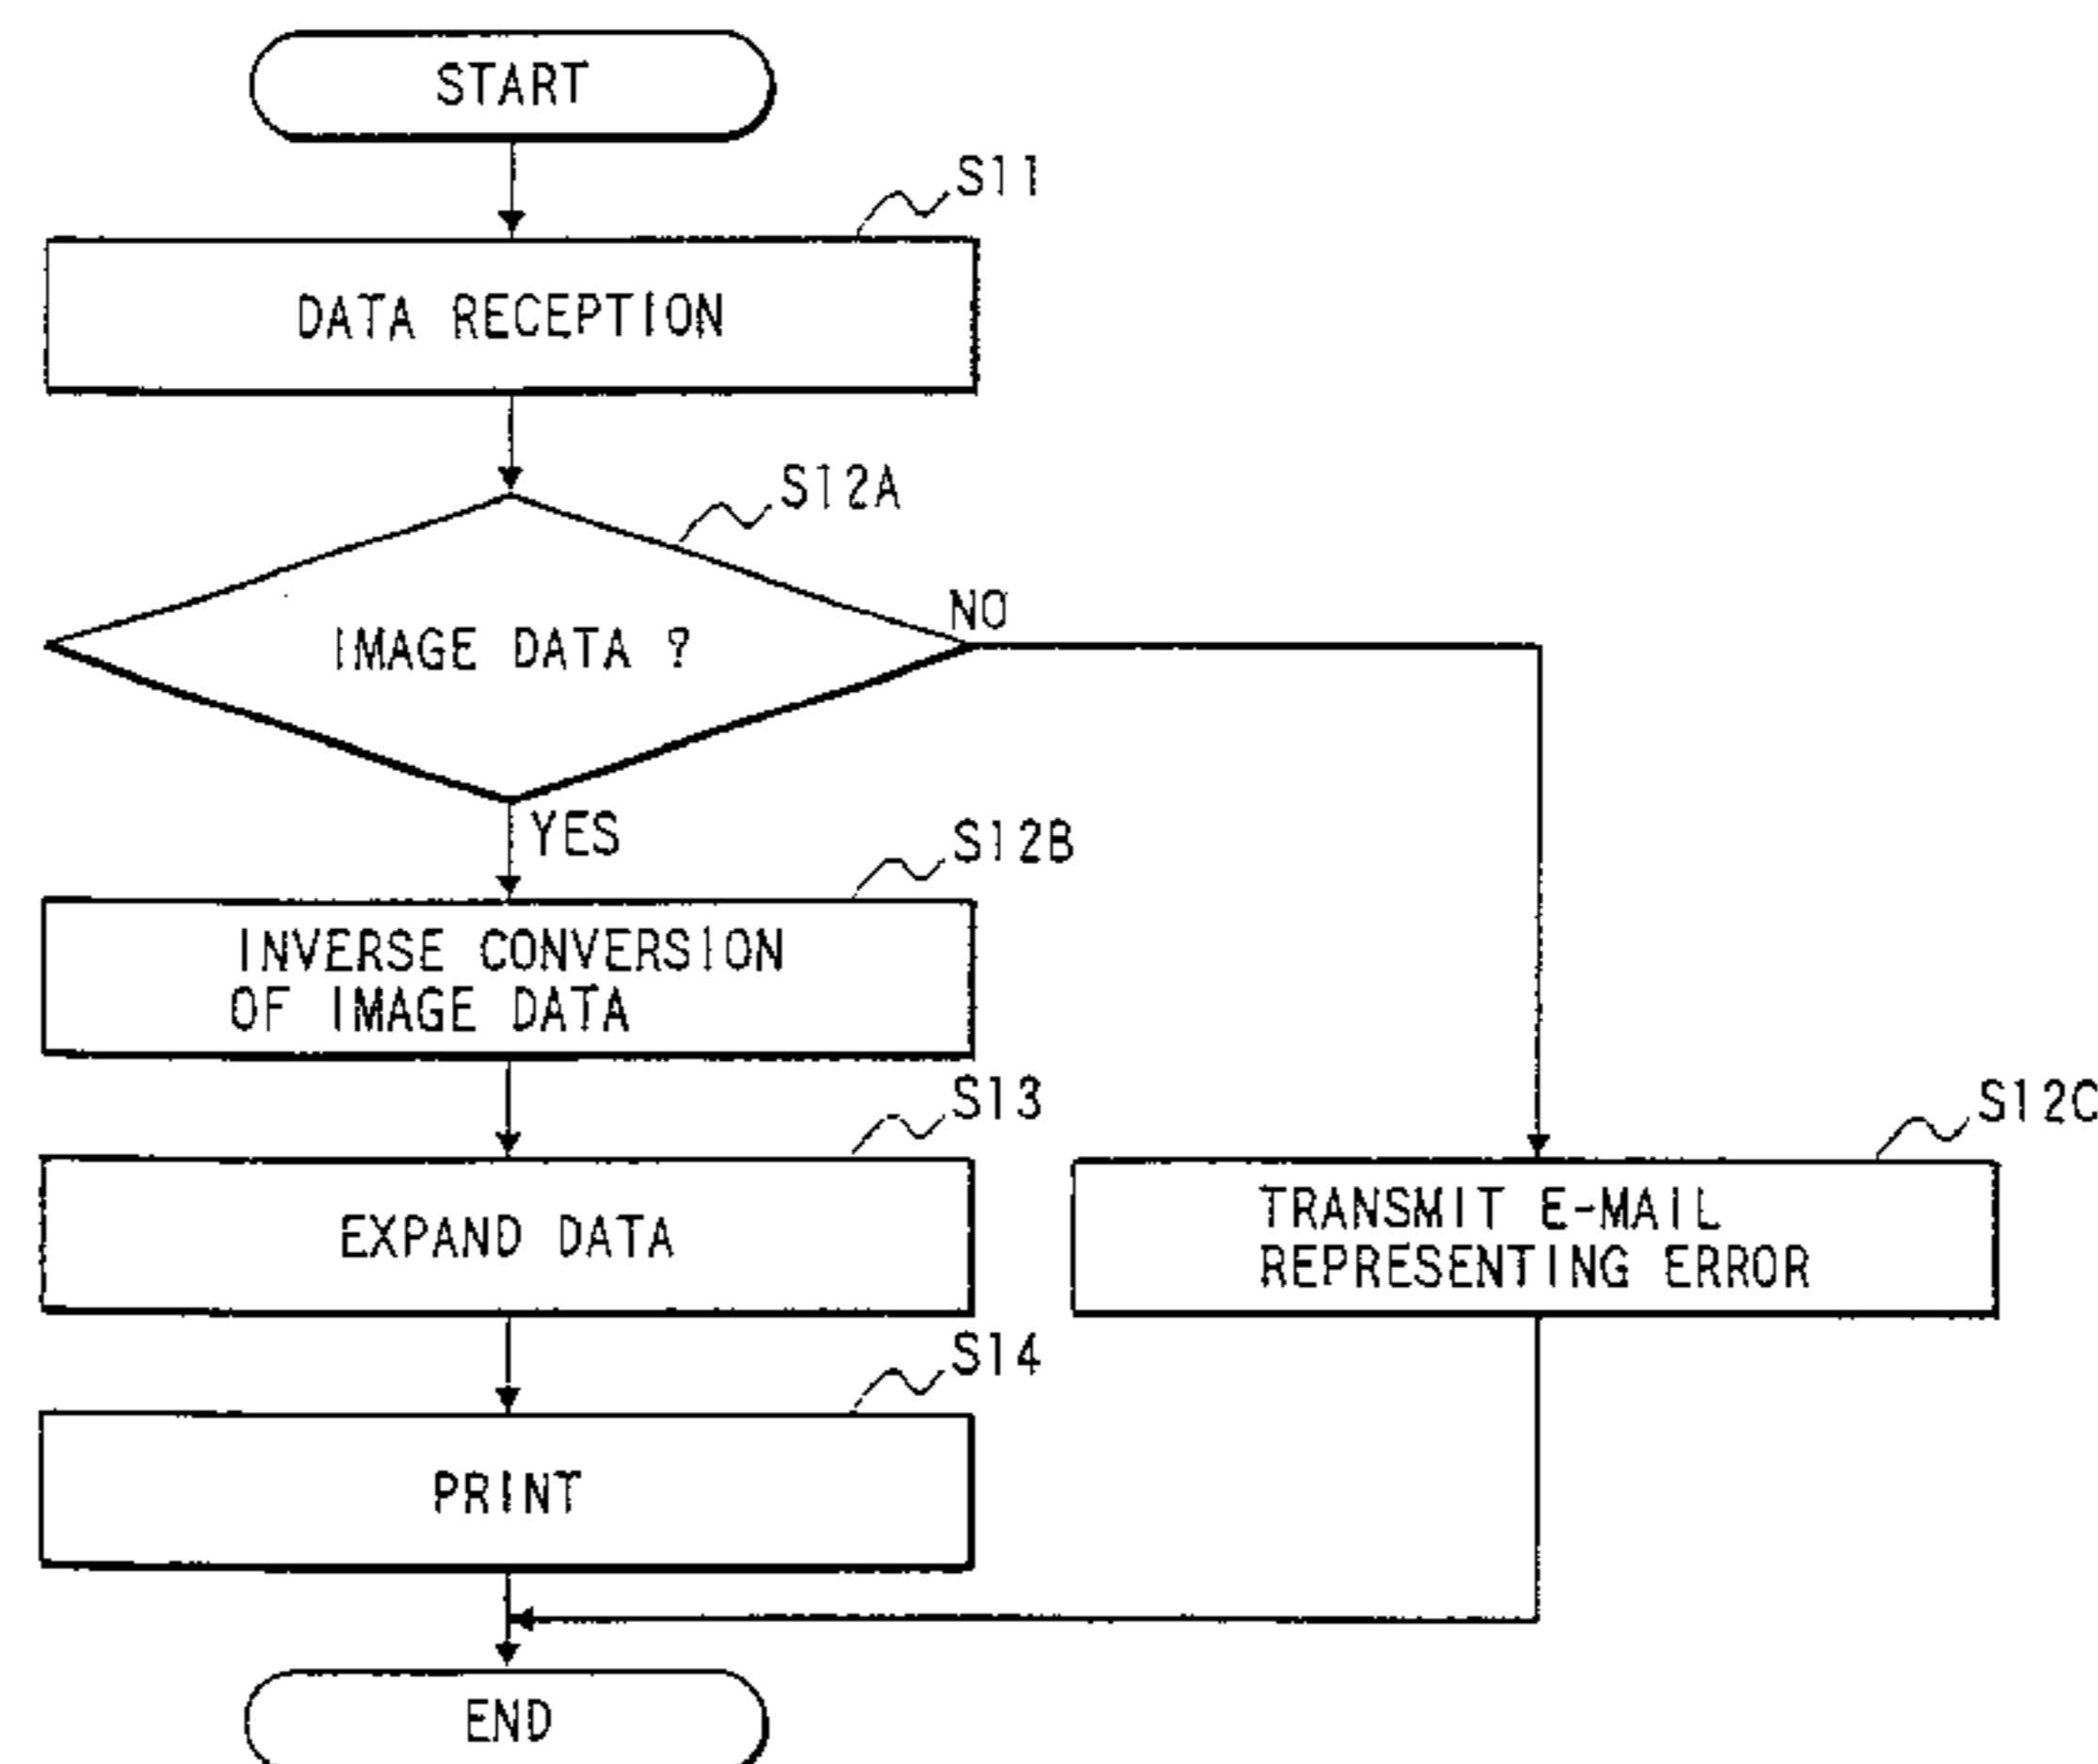 START
S11
DATA RECEPTION
S12A
IMAGE DATA ?
NO
YES
S12B
INVERSE CONVERSION
OF IMAGE DATA
S13
EXPAND DATA
S12C
TRANSMIT E-MAIL
REPRESENTING ERROR
S14
PRINT
END